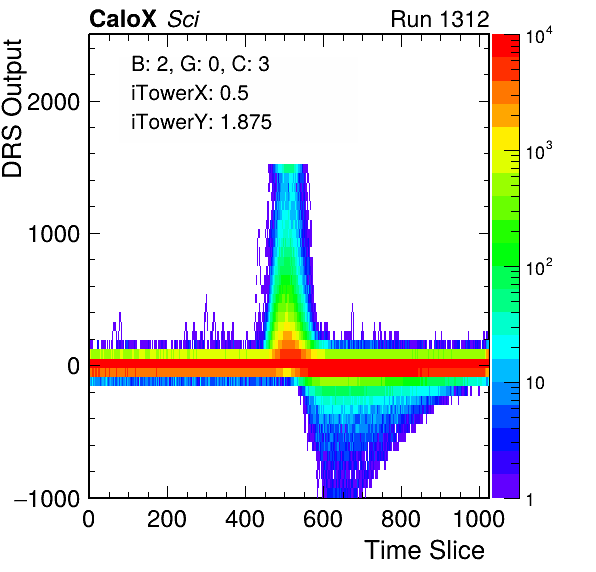 CaloX Sci Run 1312
B: 2, G: 0, C: 3
iTowerX: 0.5
iTowerY: 1.875
DRS Output
2000
1000
0
−1000
0 200 400 600 800 1000
Time Slice
10⁴
10³
10²
10
1